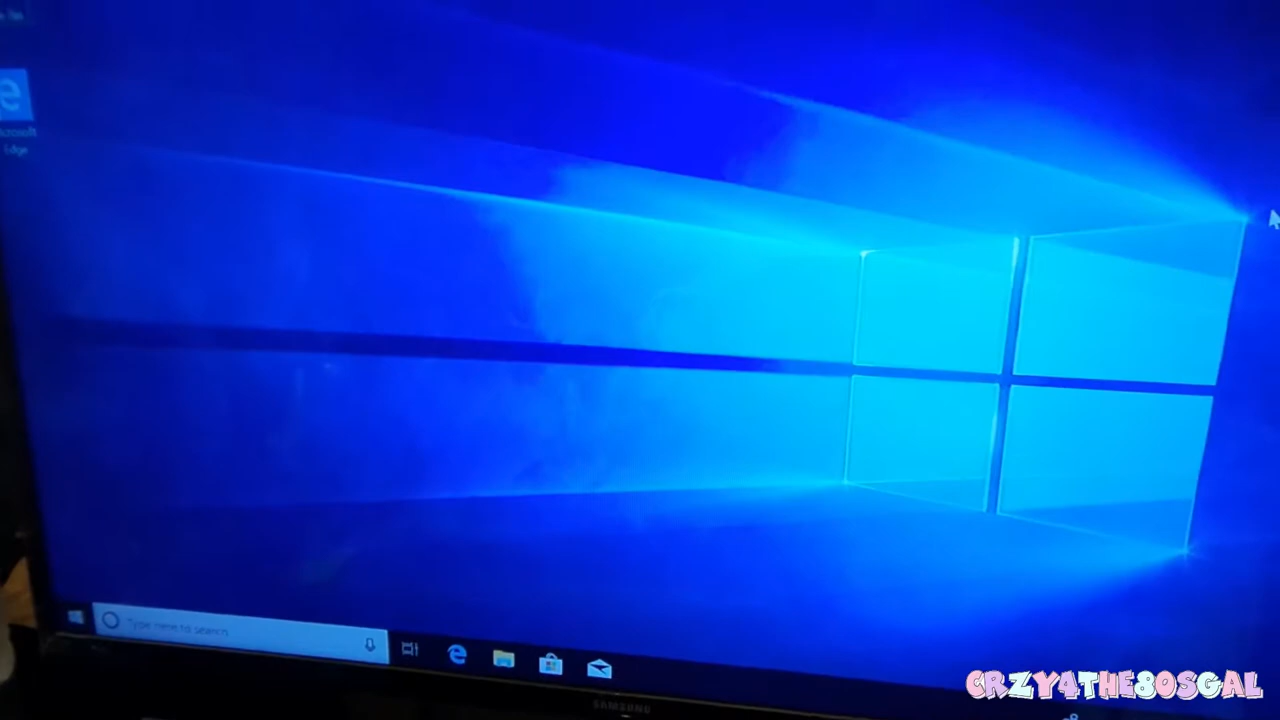 Microsoft
Edge
Type here to search
SAMSUNG
CRZY4THE80SGAL